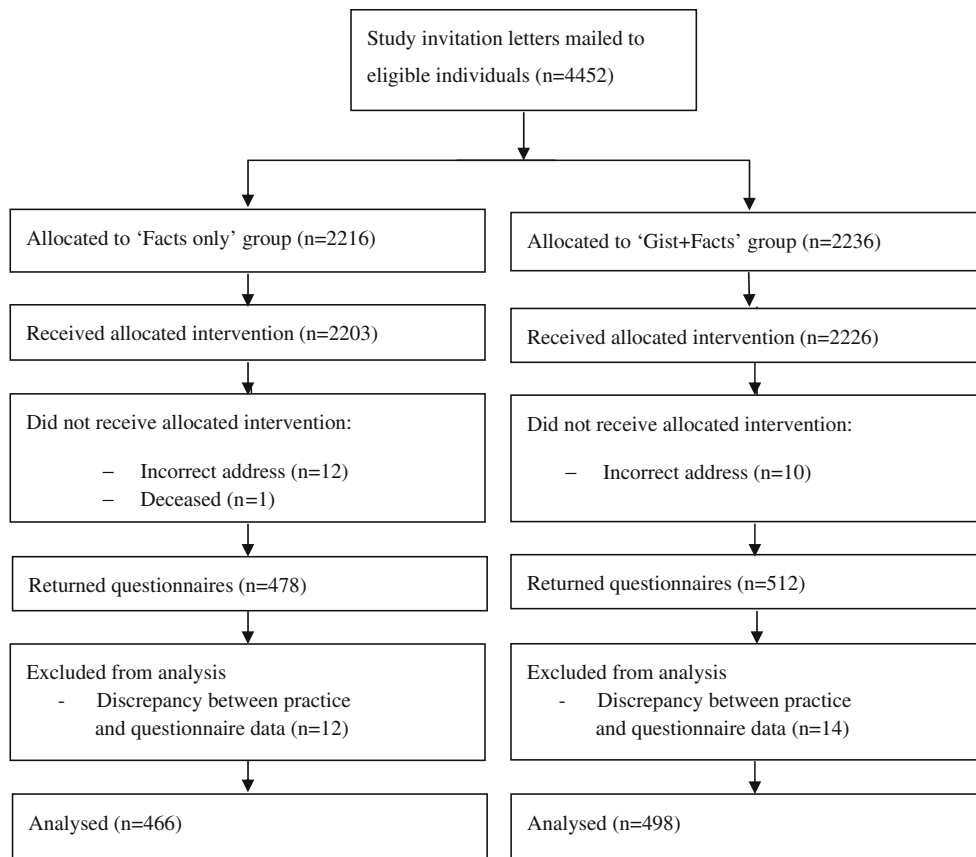 Study invitation letters mailed to
eligible individuals (n=4452)
Allocated to ‘Facts only’ group (n=2216)
Allocated to ‘Gist+Facts’ group (n=2236)
Received allocated intervention (n=2203)
Received allocated intervention (n=2226)
Did not receive allocated intervention:
– Incorrect address (n=12)
– Deceased (n=1)
Did not receive allocated intervention:
– Incorrect address (n=10)
Returned questionnaires (n=478)
Returned questionnaires (n=512)
Excluded from analysis
- Discrepancy between practice
and questionnaire data (n=12)
Excluded from analysis
- Discrepancy between practice
and questionnaire data (n=14)
Analysed (n=466)
Analysed (n=498)